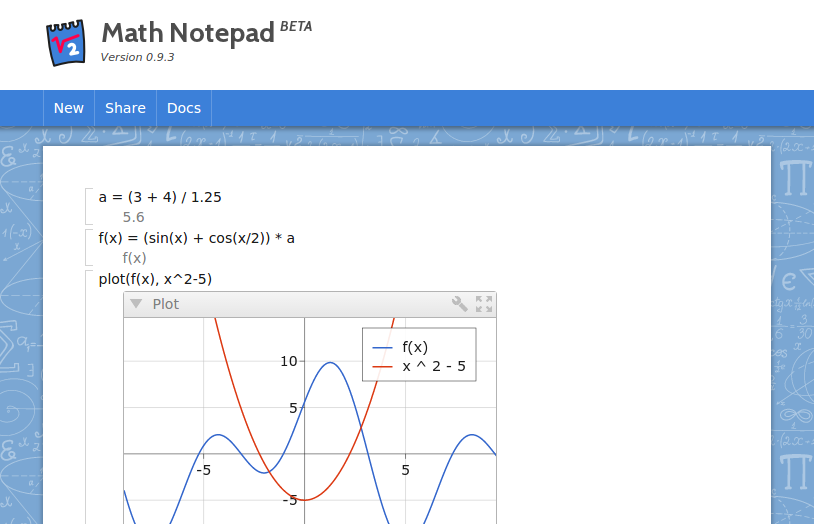 Math Notepad BETA
Version 0.9.3
New Share Docs
a = (3 + 4) / 1.25
5.6
f(x) = (sin(x) + cos(x/2)) * a
f(x)
plot(f(x), x^2-5)
Plot
f(x)
x ^ 2 - 5
10
5
-5
5
-5